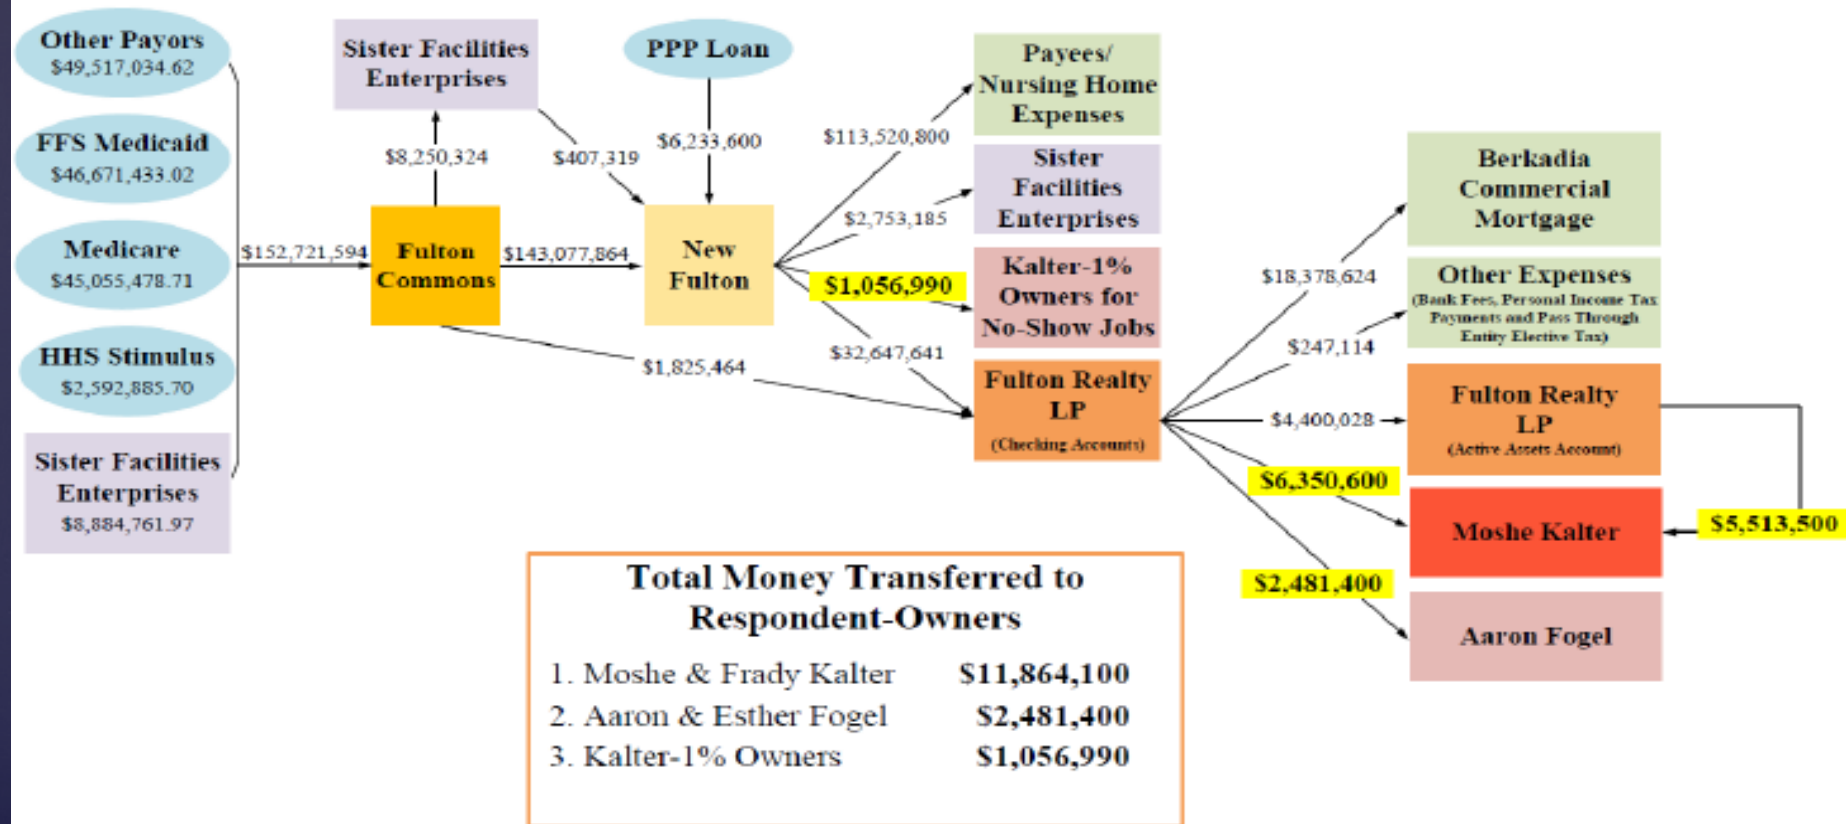 Other Payors
$49,517,034.62
FFS Medicaid
$46,671,433.02
Medicare
$45,055,478.71
HHS Stimulus
$2,592,885.70
Sister Facilities
Enterprises
$8,884,761.97
$152,721,594
Sister Facilities
Enterprises
$8,250,324
$407,319
Fulton
Commons
$143,077,864
$1,825,464
PPP Loan
$6,233,600
New
Fulton
$113,520,800
$2,753,185
$1,056,990
$32,647,641
Payees/
Nursing Home
Expenses
Sister
Facilities
Enterprises
Kalter-1%
Owners for
No-Show Jobs
Fulton Realty
LP
(Checking Accounts)
$18,378,624
$247,114
$4,400,028
$6,350,600
$2,481,400
Berkadia
Commercial
Mortgage
Other Expenses
(Bank Fees, Personal Income Tax
Payments and Pass Through
Entity Elective Tax)
Fulton Realty
LP
(Active Assets Account)
Moshe Kalter
$5,513,500
Aaron Fogel
Total Money Transferred to
Respondent-Owners
1. Moshe & Frady Kalter $11,864,100
2. Aaron & Esther Fogel $2,481,400
3. Kalter-1% Owners $1,056,990